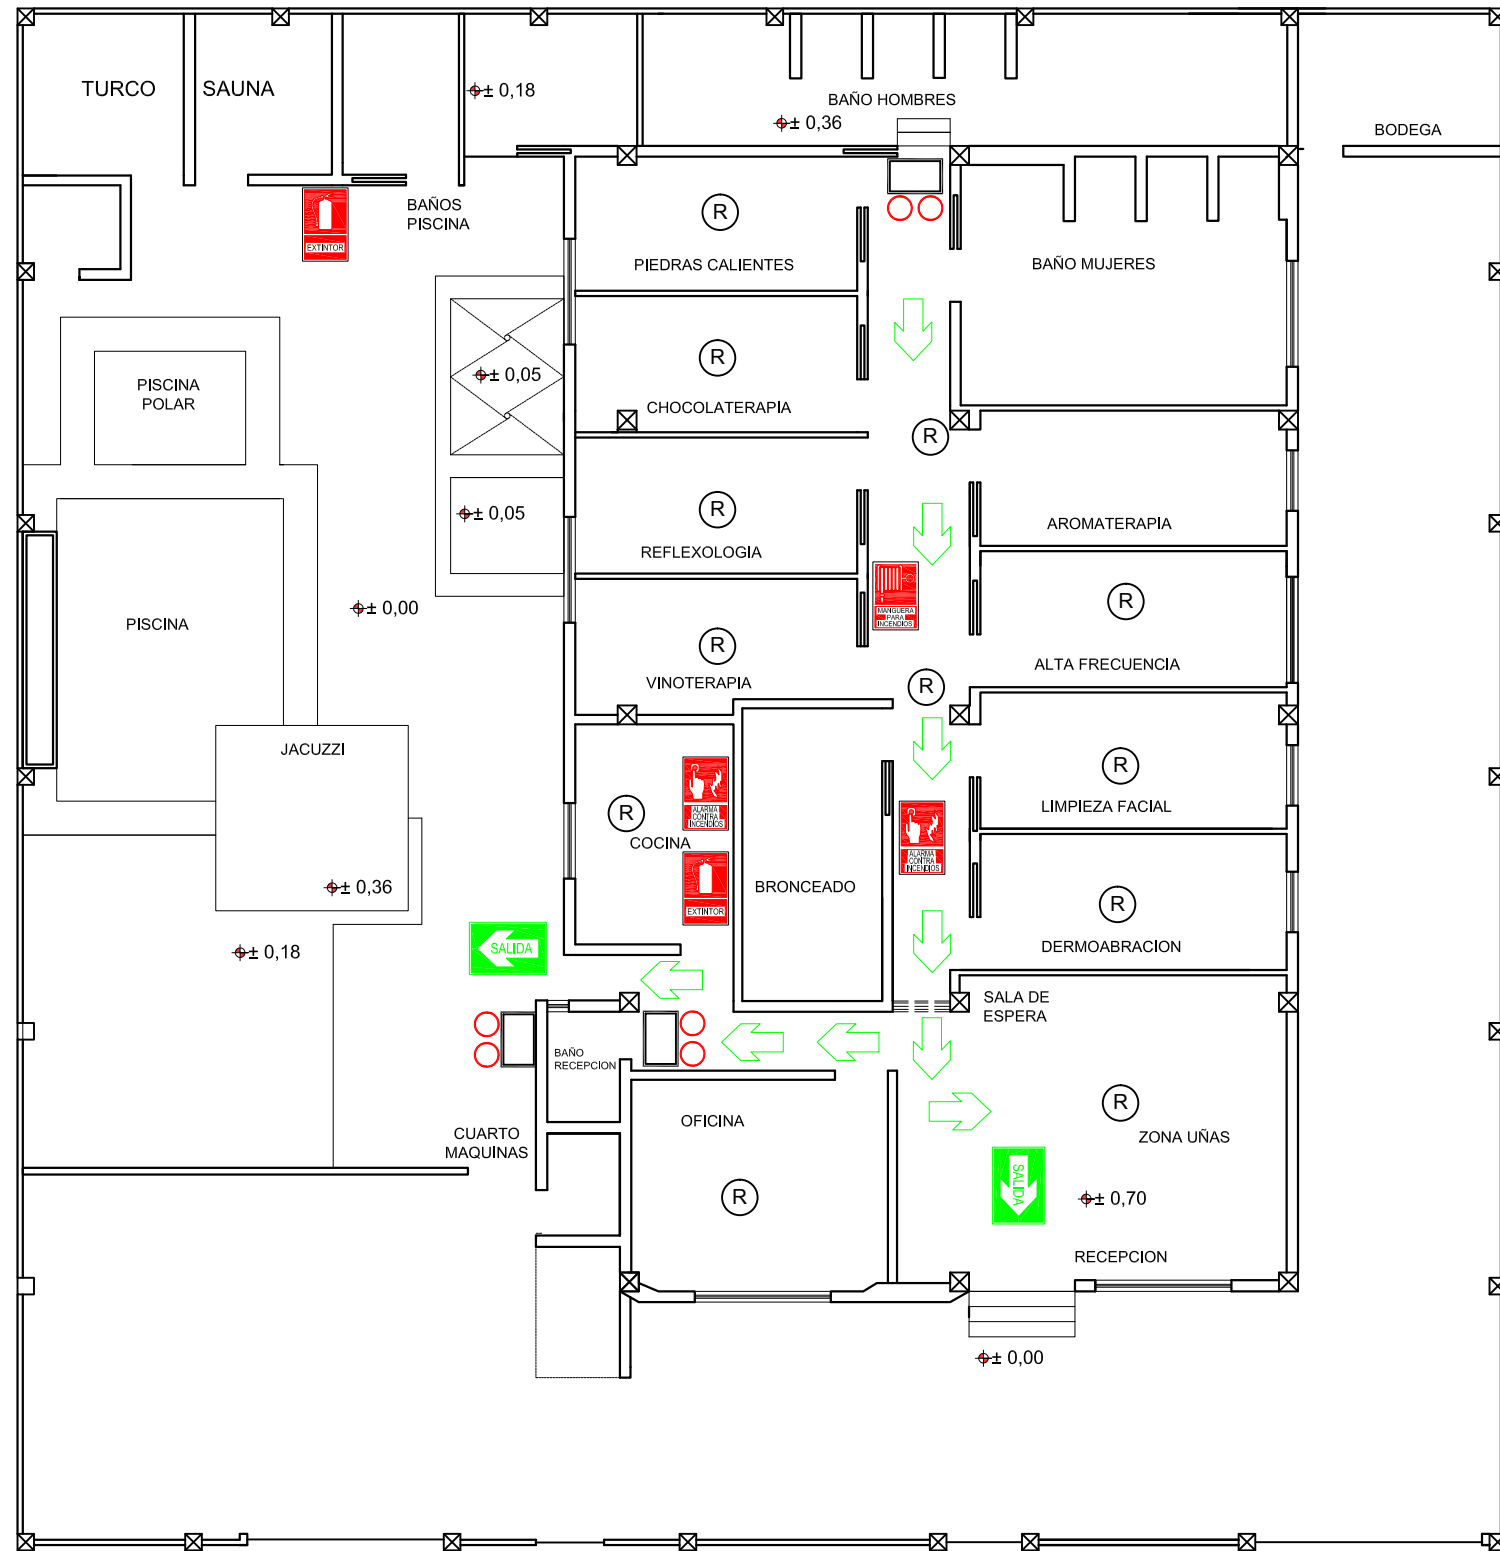 TURCO
SAUNA
± 0,18
BAÑO HOMBRES
± 0,36
BODEGA
BAÑOS
PISCINA
EXTINTOR
R
PIEDRAS CALIENTES
BAÑO MUJERES
PISCINA
POLAR
± 0,05
R
CHOCOLATERAPIA
R
± 0,05
R
REFLEXOLOGIA
AROMATERAPIA
± 0,00
PISCINA
MANGUERA
PARA
INCENDIOS
R
ALTA FRECUENCIA
R
VINOTERAPIA
R
JACUZZI
R
LIMPIEZA FACIAL
ALARMA
CONTRA
INCENDIOS
R
COCINA
ALARMA
CONTRA
INCENDIOS
± 0,36
BRONCEADO
EXTINTOR
R
DERMOABRACION
± 0,18
SALIDA
SALA DE
ESPERA
BAÑO
RECEPCION
R
ZONA UÑAS
OFICINA
CUARTO
MAQUINAS
R
SALIDA
± 0,70
RECEPCION
± 0,00